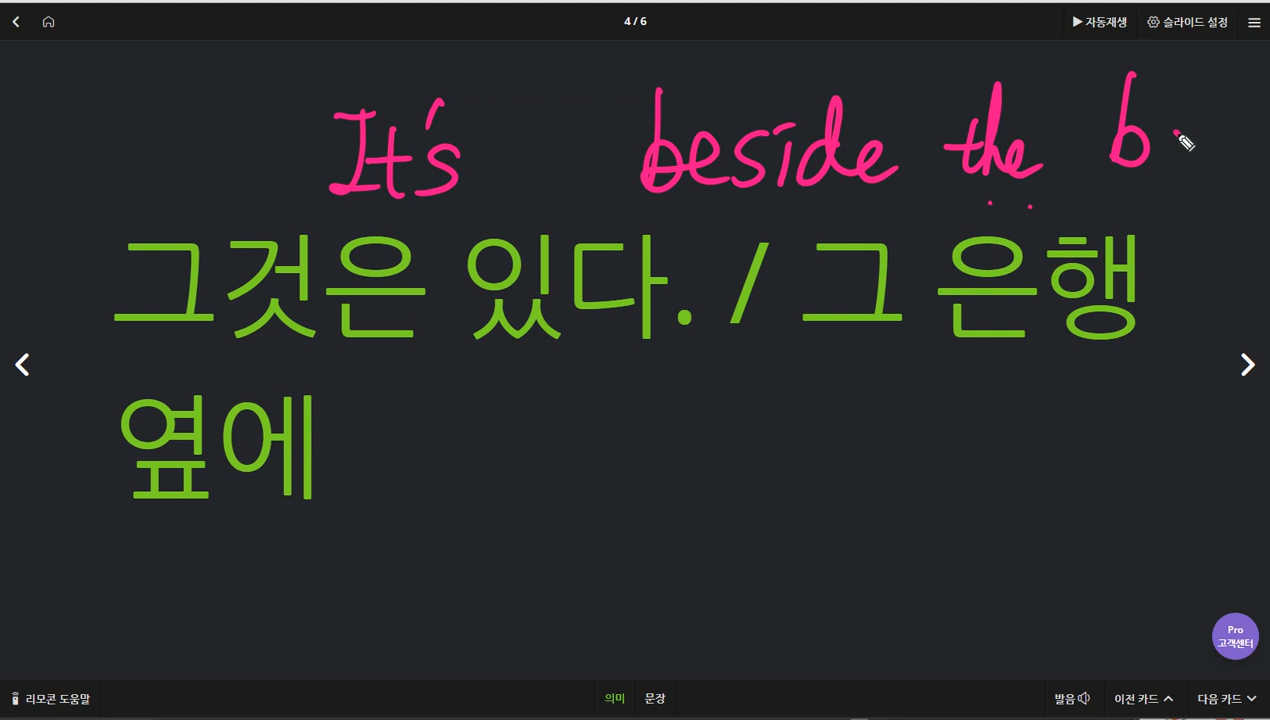 4 / 6
자동재생
슬라이드 설정
It's beside the b
그것은 있다. / 그 은행
옆에
Pro
고객센터
리모콘 도움말
의미
문장
발음
이전 카드
다음 카드